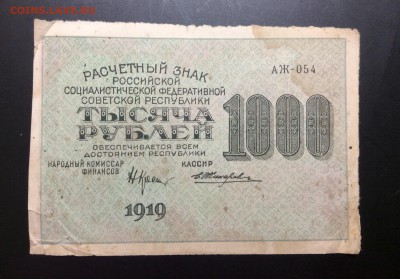 COINS.LAVE.RU
РАСЧЕТНЫЙ ЗНАК
РОССИЙСКОЙ
СОЦИАЛИСТИЧЕСКОЙ ФЕДЕРАТИВНОЙ
СОВЕТСКОЙ РЕСПУБЛИКИ
АЖ-054
ТЫСЯЧА
РУБЛЕЙ
1000
ОБЕСПЕЧИВАЕТСЯ ВСЕМ
ДОСТОЯНИЕМ РЕСПУБЛИКИ
НАРОДНЫЙ КОМИССАР
ФИНАНСОВ
КАССИР
1919